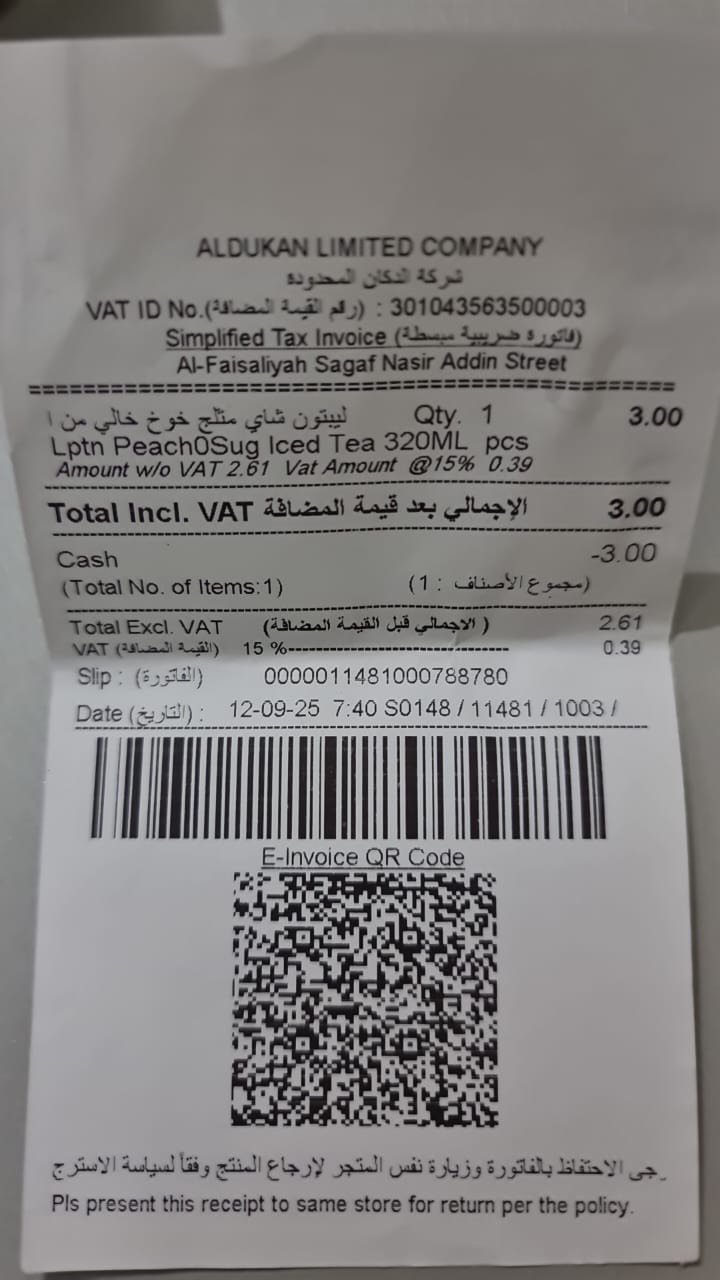 ALDUKAN LIMITED COMPANY
شركة الدكان المحدودة
VAT ID No.(رقم القيمة المضافة) : 301043563500003
Simplified Tax Invoice (فاتورة ضريبية مبسطة)
Al-Faisaliyah Sagaf Nasir Addin Street
ليبتون شاي مثلج خوخ خالي من ا Qty. 1 3.00
Lptn Peach0Sug Iced Tea 320ML pcs
Amount w/o VAT 2.61 Vat Amount @15% 0.39
Total Incl. VAT الإجمالي بعد قيمة المضافة 3.00
Cash -3.00
(Total No. of Items:1) (مجموع الأصناف : 1)
Total Excl. VAT (الاجمالي قبل القيمة المضافة) 2.61
VAT (القيمة المضافة) 15 %----------------------------------- 0.39
Slip : (الفاتورة) 0000011481000788780
Date (التاريخ) : 12-09-25 7:40 S0148 / 11481 / 1003 /
E-Invoice QR Code
جى الاحتفاظ بالفاتورة وزيارة نفس المتجر لإرجاع المنتج وفقاً لسياسة الاسترج
Pls present this receipt to same store for return per the policy.